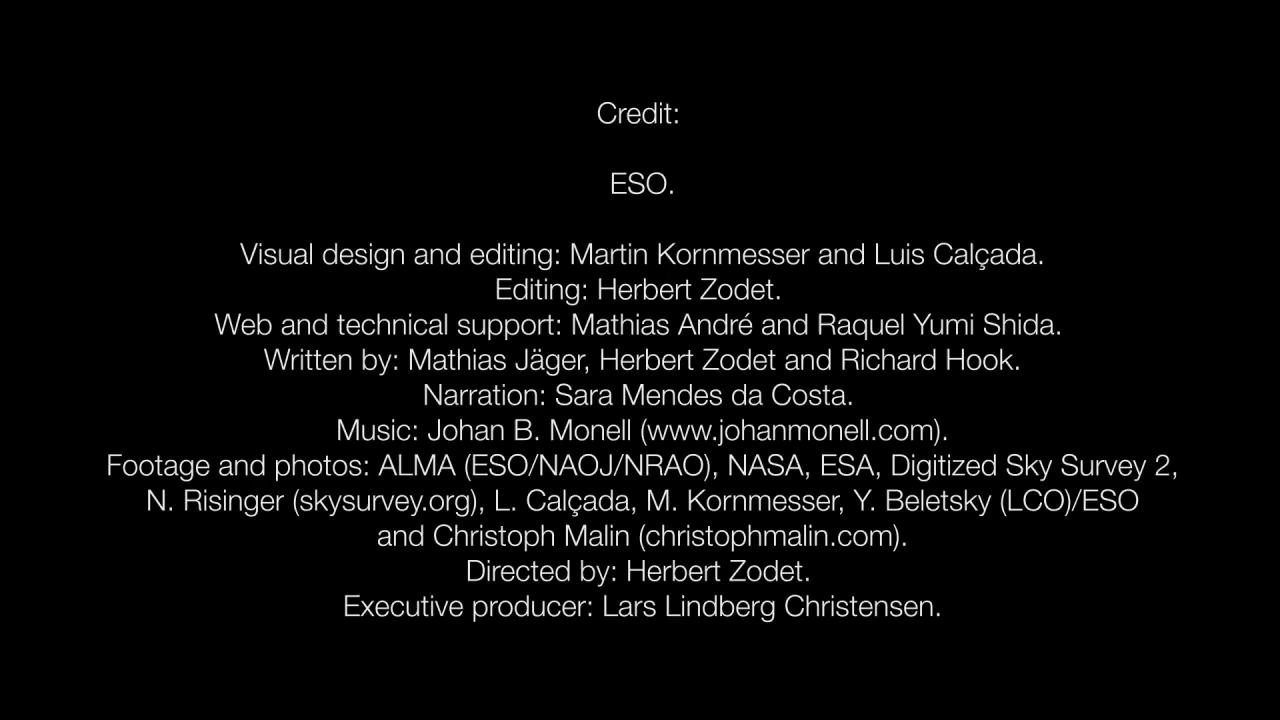 Credit:
ESO.
Visual design and editing: Martin Kornmesser and Luis Calçada.
Editing: Herbert Zodet.
Web and technical support: Mathias André and Raquel Yumi Shida.
Written by: Mathias Jäger, Herbert Zodet and Richard Hook.
Narration: Sara Mendes da Costa.
Music: Johan B. Monell (www.johanmonell.com).
Footage and photos: ALMA (ESO/NAOJ/NRAO), NASA, ESA, Digitized Sky Survey 2,
N. Risinger (skysurvey.org), L. Calçada, M. Kornmesser, Y. Beletsky (LCO)/ESO
and Christoph Malin (christophmalin.com).
Directed by: Herbert Zodet.
Executive producer: Lars Lindberg Christensen.